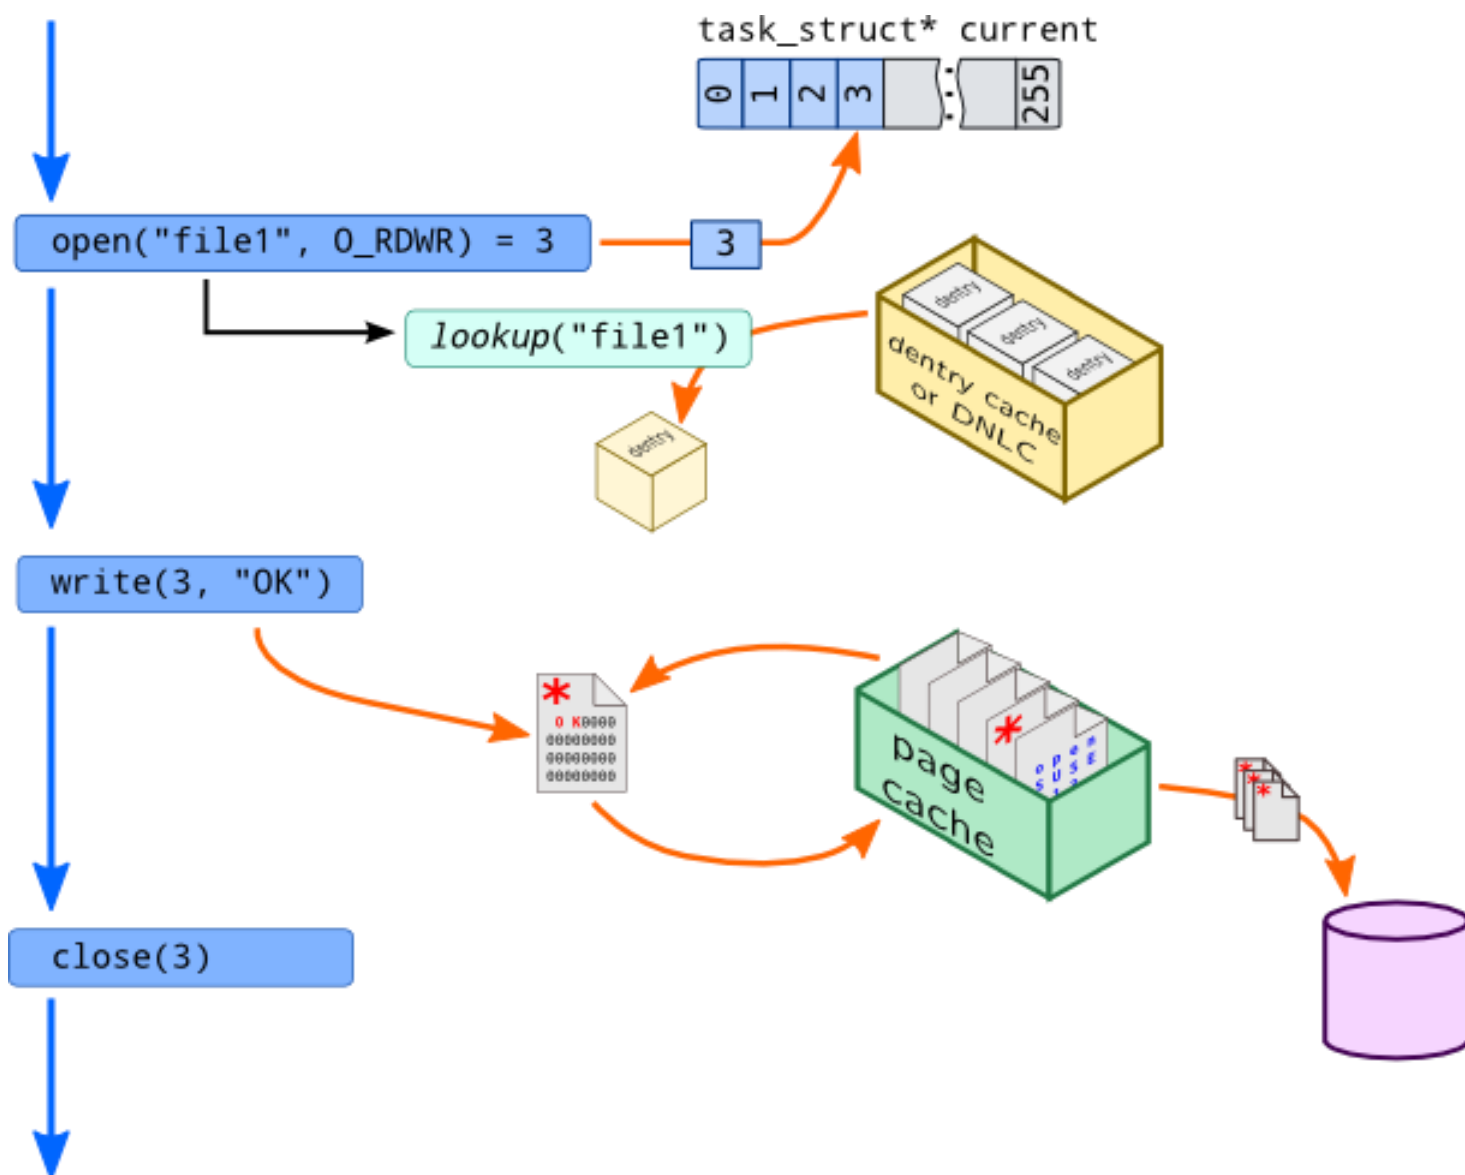 task_struct* current
0 1 2 3 255
open("file1", O_RDWR) = 3
3
lookup("file1")
dentry
dentry
dentry
dentry cache
or DNLC
dentry
write(3, "OK")
*
O K0000
00000000
00000000
00000000
*
o p e n
S U S E
page
cache
* * *
close(3)